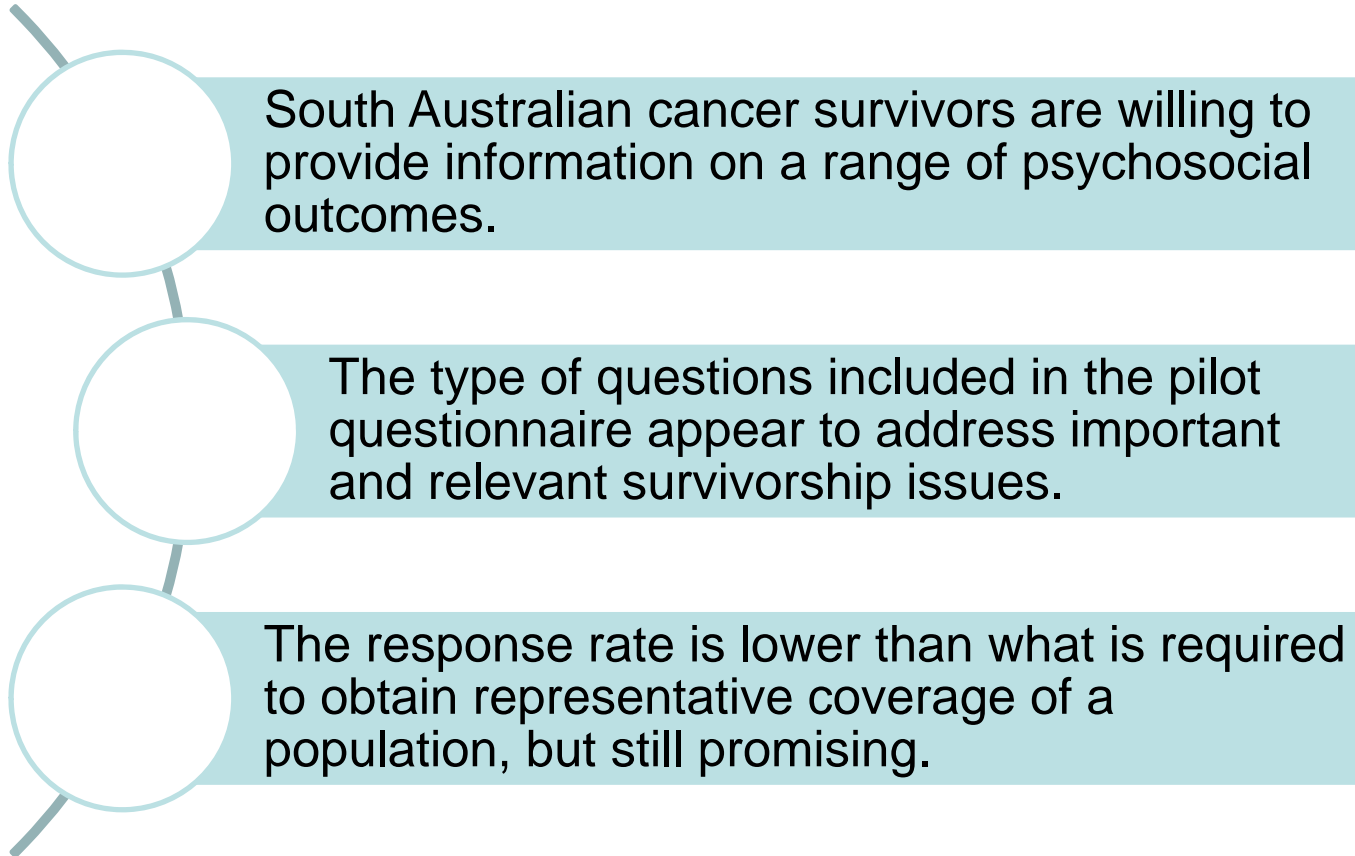 South Australian cancer survivors are willing to
provide information on a range of psychosocial
outcomes.
The type of questions included in the pilot
questionnaire appear to address important
and relevant survivorship issues.
The response rate is lower than what is required
to obtain representative coverage of a
population, but still promising.